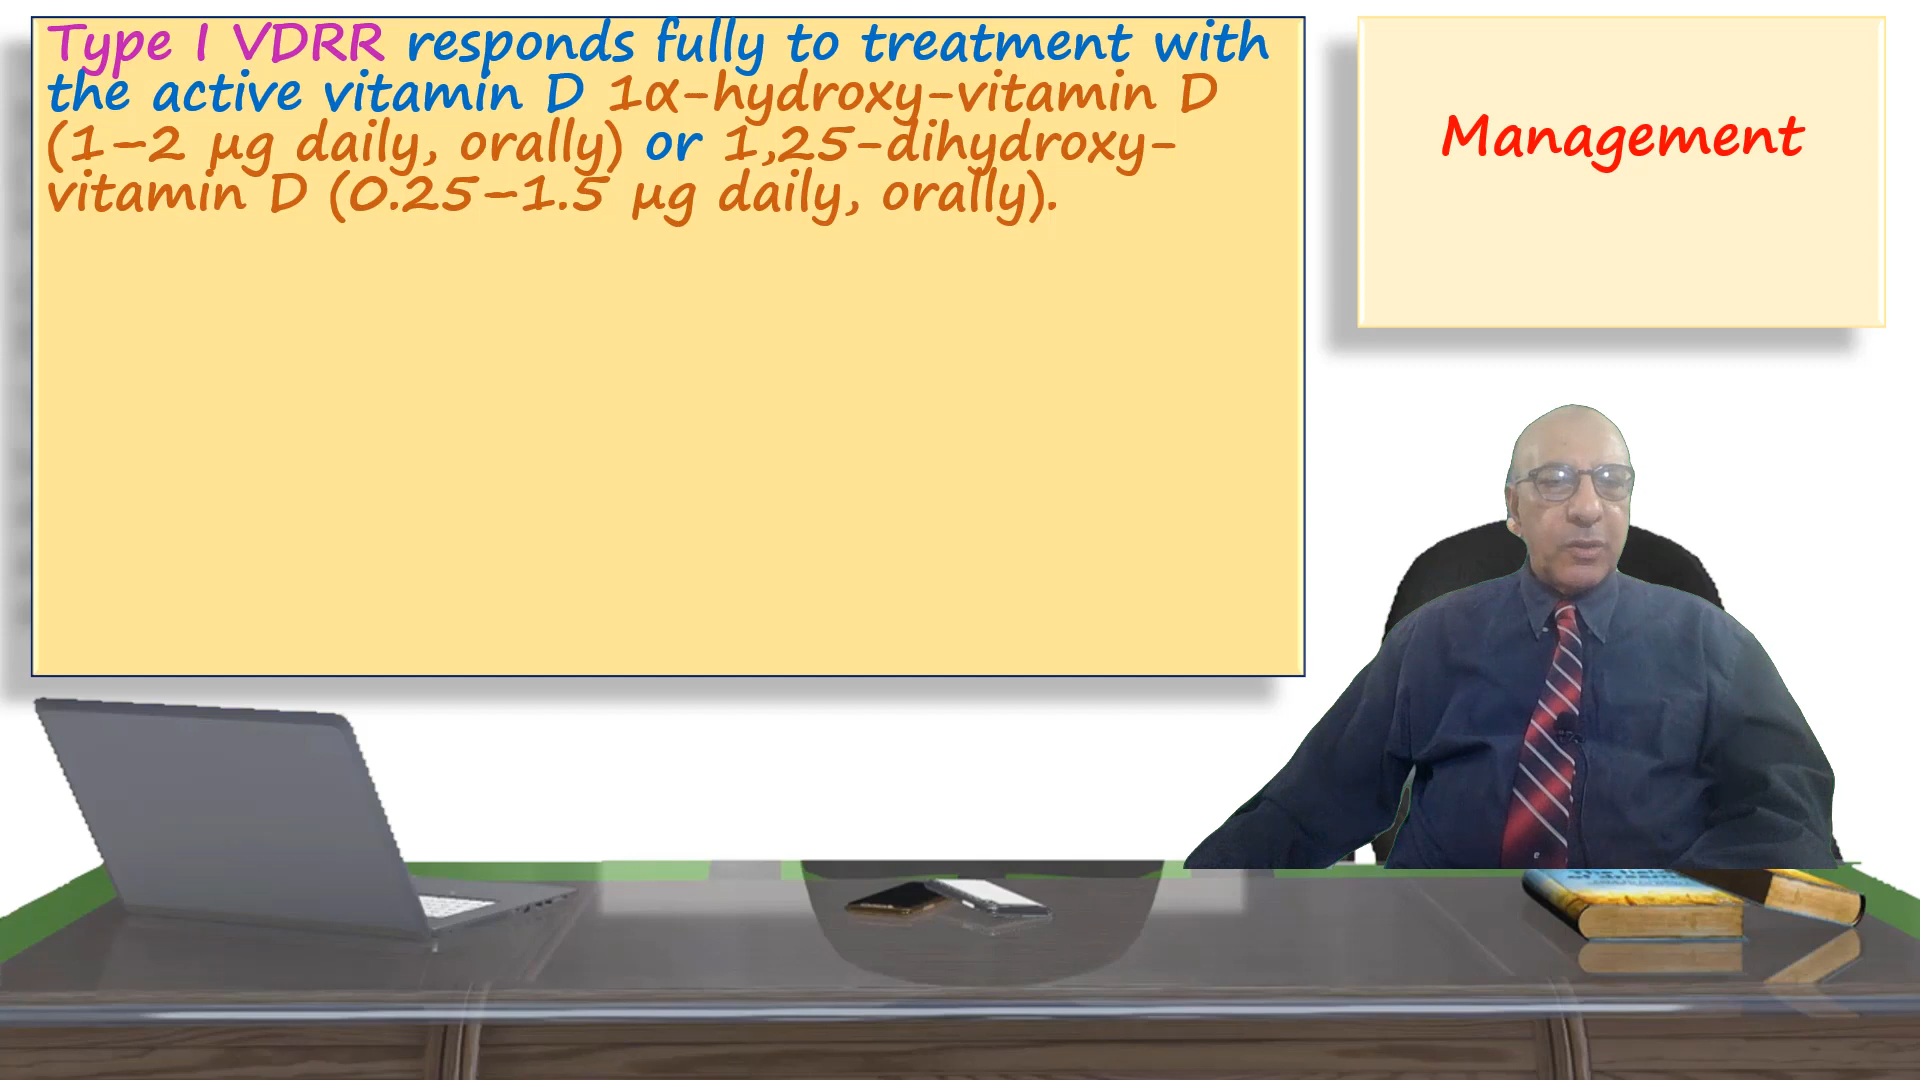 Type I VDRR responds fully to treatment with
the active vitamin D 1α-hydroxy-vitamin D
(1–2 μg daily, orally) or 1,25-dihydroxy-
vitamin D (0.25–1.5 μg daily, orally).
Management